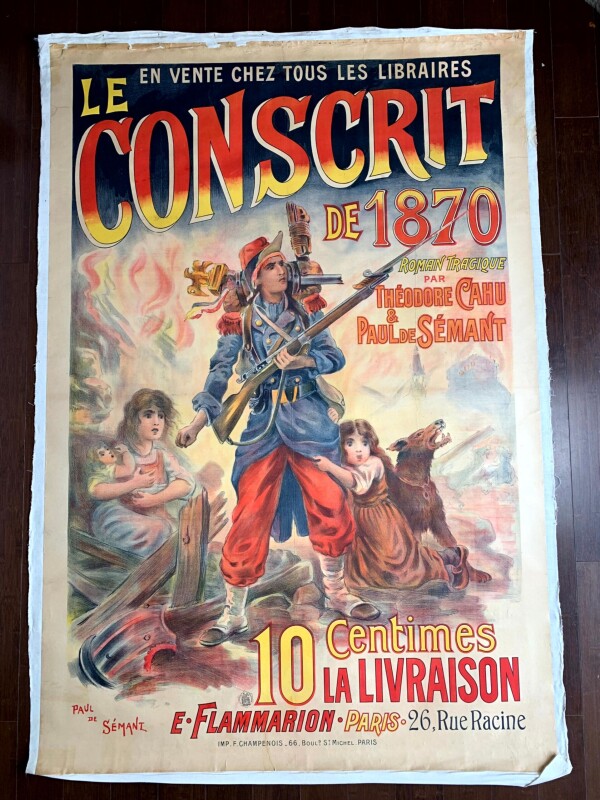 EN VENTE CHEZ TOUS LES LIBRAIRES
LE
CONSCRIT
DE 1870
ROMAN TRAGIQUE
PAR
THÉODORE CAHU
&
PAUL DE SÉMANT
10 Centimes
LA LIVRAISON
PAUL
DE
SÉMANT
E. FLAMMARION · PARIS · 26, Rue Racine
IMP. F. CHAMPENOIS, 66, Boult St Michel, PARIS